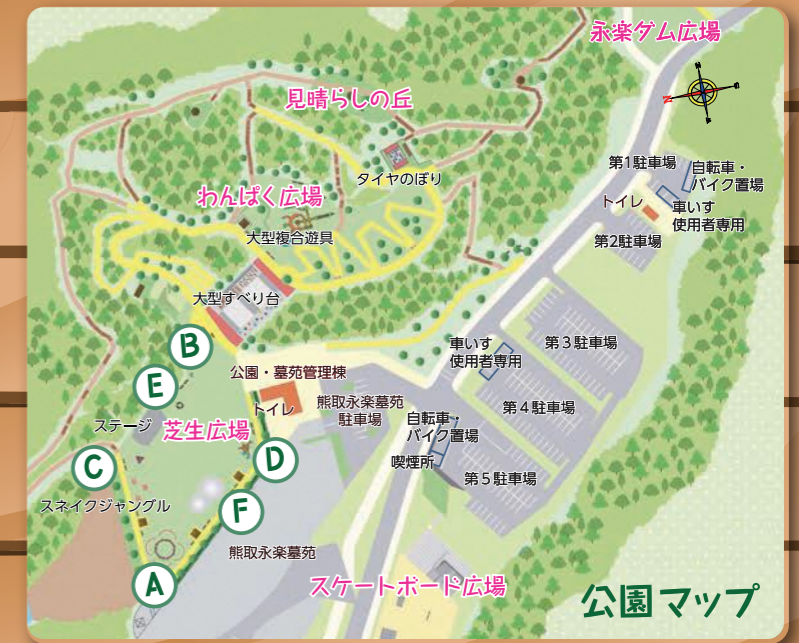 永楽ダム広場
見晴らしの丘
第1駐車場
自転車・
バイク置場
タイヤのぼり
わんぱく広場
トイレ
車いす
使用者専用
大型複合遊具
第2駐車場
大型すべり台
B
車いす
使用者専用
第3駐車場
E
公園・墓苑管理棟
トイレ
熊取永楽墓苑
駐車場
第4駐車場
ステージ
芝生広場
自転車・
バイク置場
C
D
喫煙所
第5駐車場
スネイクジャングル
F
熊取永楽墓苑
A
スケートボード広場
公園マップ